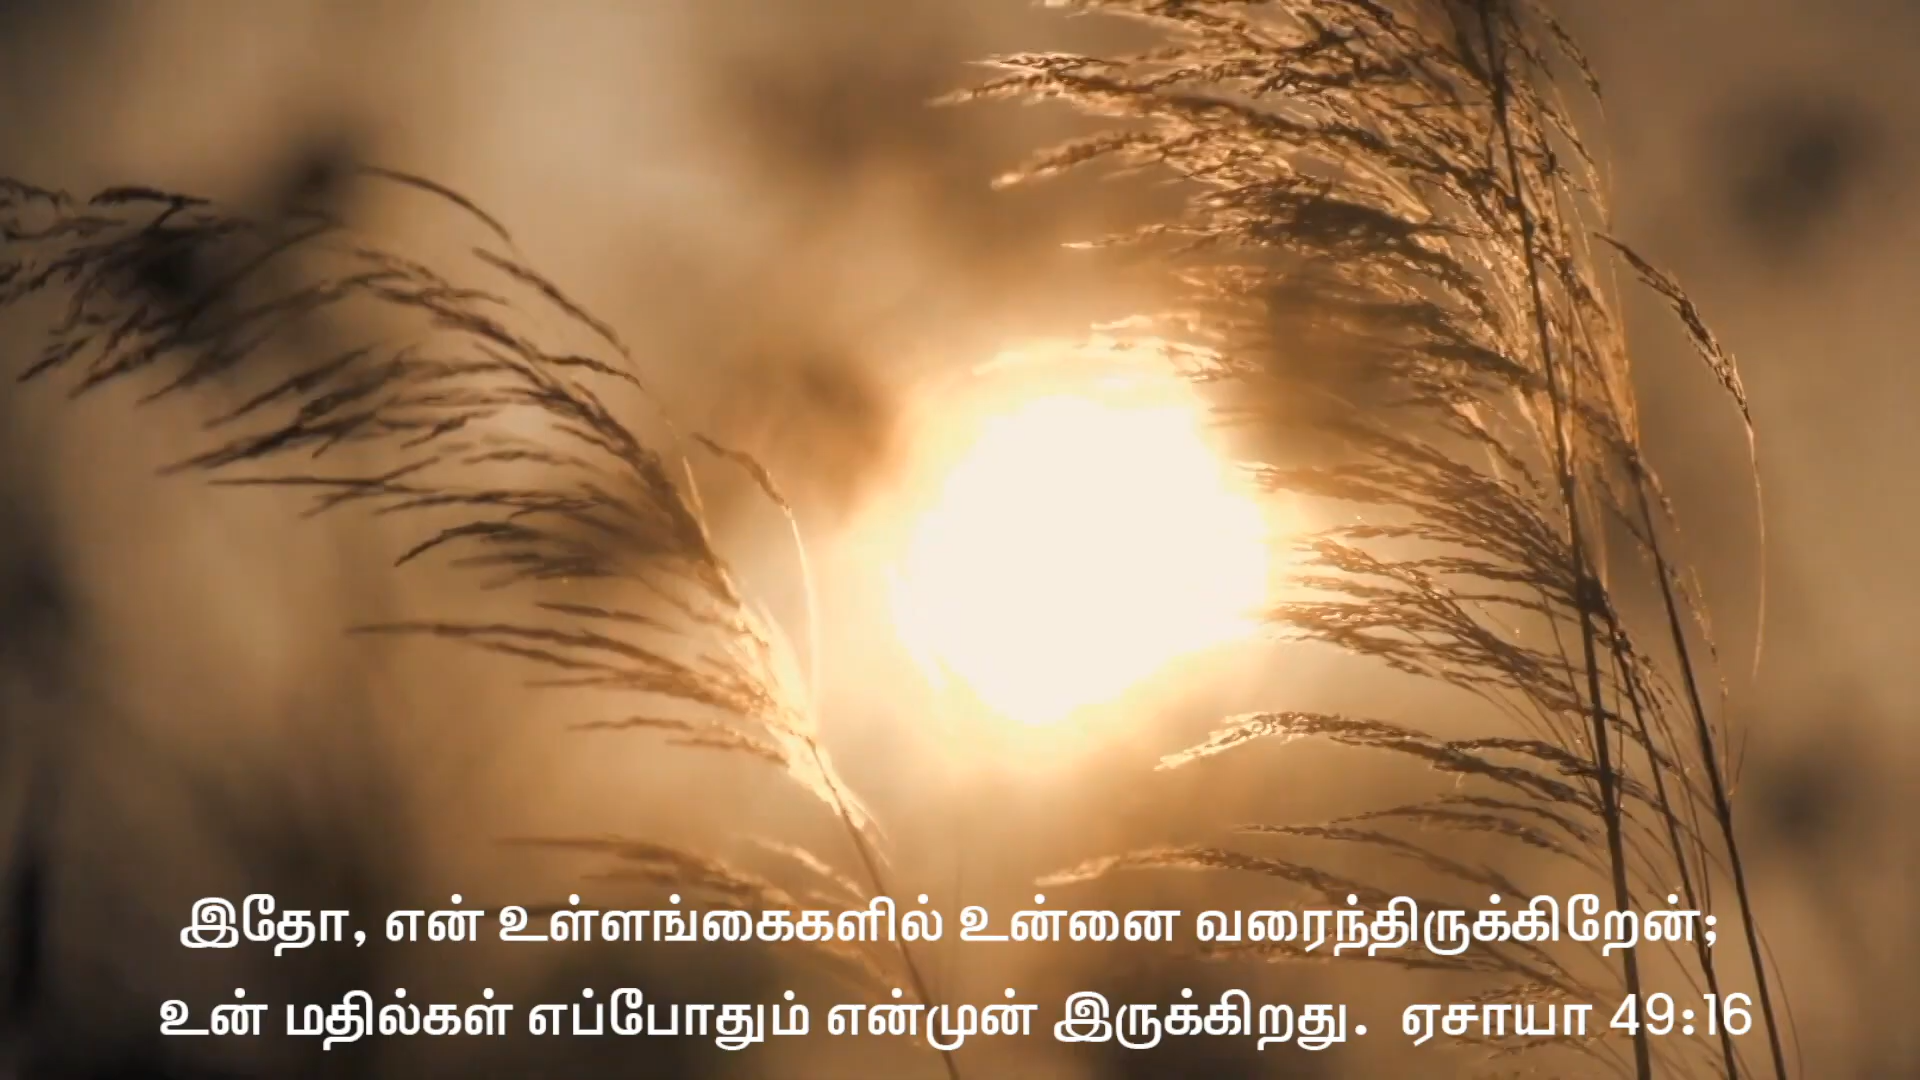 இதோ, என் உள்ளங்கைகளில் உன்னை வரைந்திருக்கிறேன்;
உன் மதில்கள் எப்போதும் என்முன் இருக்கிறது. ஏசாயா 49:16